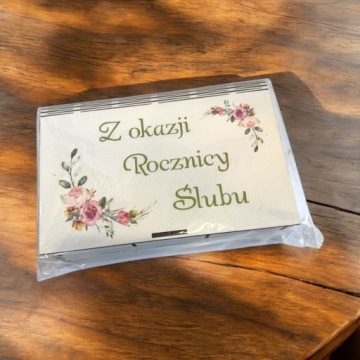 Z okazji
Rocznicy
Ślubu